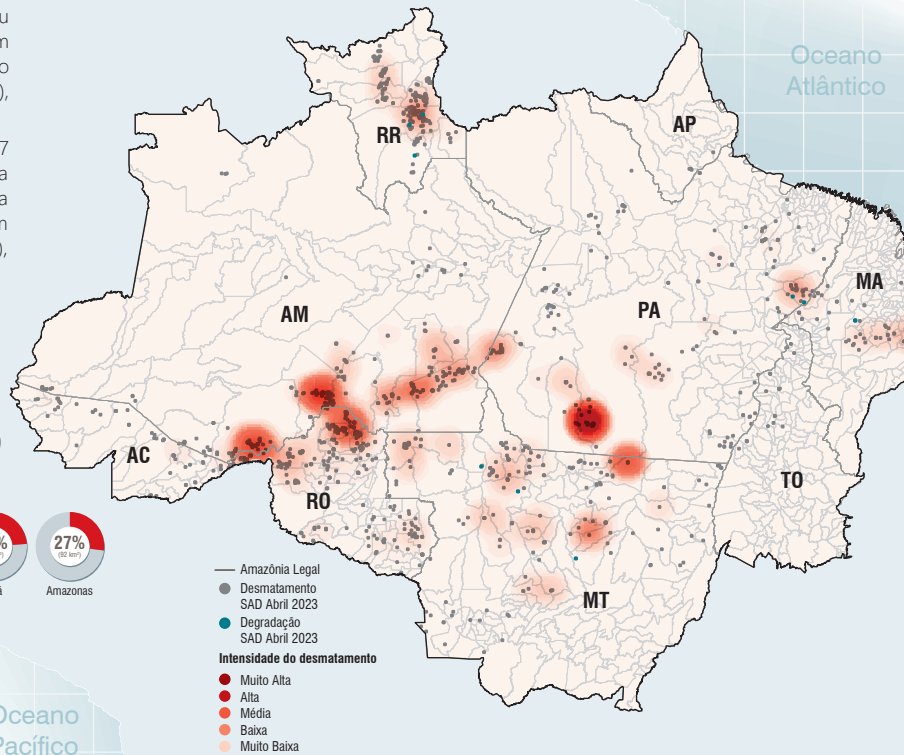 u
m
o
),
7
a
a
m
),
)
Oceano
Atlântico
RR
AP
AM
PA
MA
AC
RO
TO
MT
%
27%
(92 km²)
á
Amazonas
Amazônia Legal
Desmatamento
SAD Abril 2023
Degradação
SAD Abril 2023
Intensidade do desmatamento
Muito Alta
Alta
Média
Baixa
Muito Baixa
Oceano
Pacífico